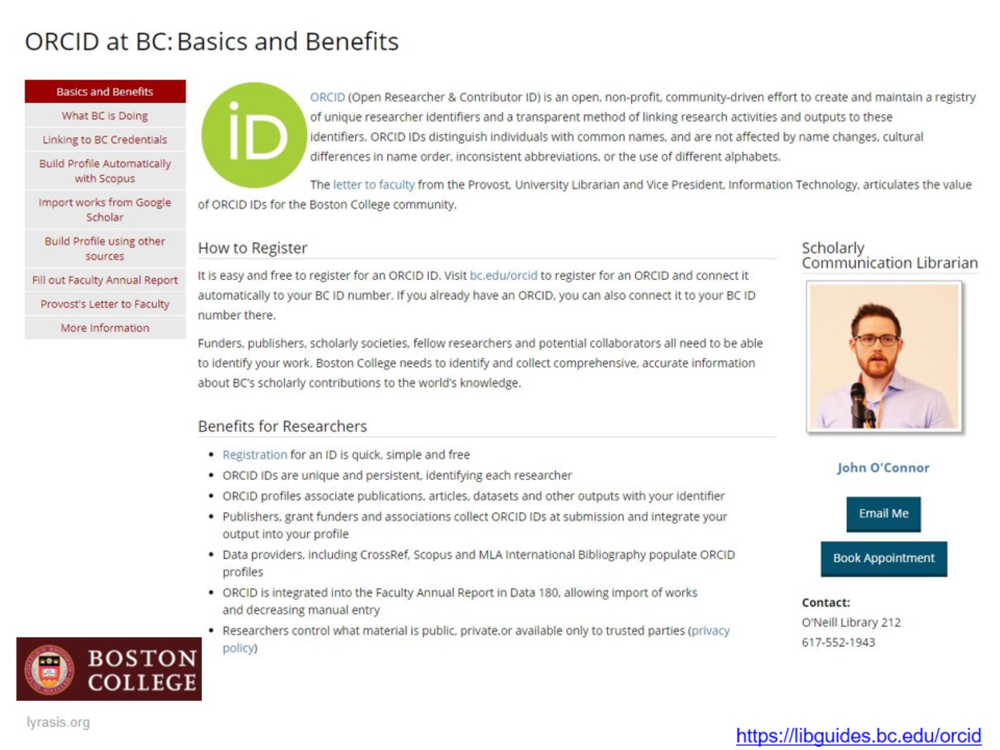 ORCID at BC: Basics and Benefits
Basics and Benefits
What BC is Doing
Linking to BC Credentials
Build Profile Automatically
with Scopus
Import works from Google
Scholar
Build Profile using other
sources
Fill out Faculty Annual Report
Provost's Letter to Faculty
More Information
iD
ORCID (Open Researcher & Contributor ID) is an open, non-profit, community-driven effort to create and maintain a registry
of unique researcher identifiers and a transparent method of linking research activities and outputs to these
identifiers. ORCID IDs distinguish individuals with common names, and are not affected by name changes, cultural
differences in name order, inconsistent abbreviations, or the use of different alphabets.
The letter to faculty from the Provost, University Librarian and Vice President, Information Technology, articulates the value
of ORCID IDs for the Boston College community.
How to Register
It is easy and free to register for an ORCID ID. Visit bc.edu/orcid to register for an ORCID and connect it
automatically to your BC ID number. If you already have an ORCID, you can also connect it to your BC ID
number there.
Funders, publishers, scholarly societies, fellow researchers and potential collaborators all need to be able
to identify your work. Boston College needs to identify and collect comprehensive, accurate information
about BC's scholarly contributions to the world's knowledge.
Benefits for Researchers
• Registration for an ID is quick, simple and free
• ORCID IDs are unique and persistent, identifying each researcher
• ORCID profiles associate publications, articles, datasets and other outputs with your identifier
• Publishers, grant funders and associations collect ORCID IDs at submission and integrate your
output into your profile
• Data providers, including CrossRef, Scopus and MLA International Bibliography populate ORCID
profiles
• ORCID is integrated into the Faculty Annual Report in Data 180, allowing import of works
and decreasing manual entry
• Researchers control what material is public, private,or available only to trusted parties (privacy
policy)
Scholarly
Communication Librarian
John O'Connor
Email Me
Book Appointment
Contact:
O'Neill Library 212
617-552-1943
BOSTON
COLLEGE
lyrasis.org
https://libguides.bc.edu/orcid